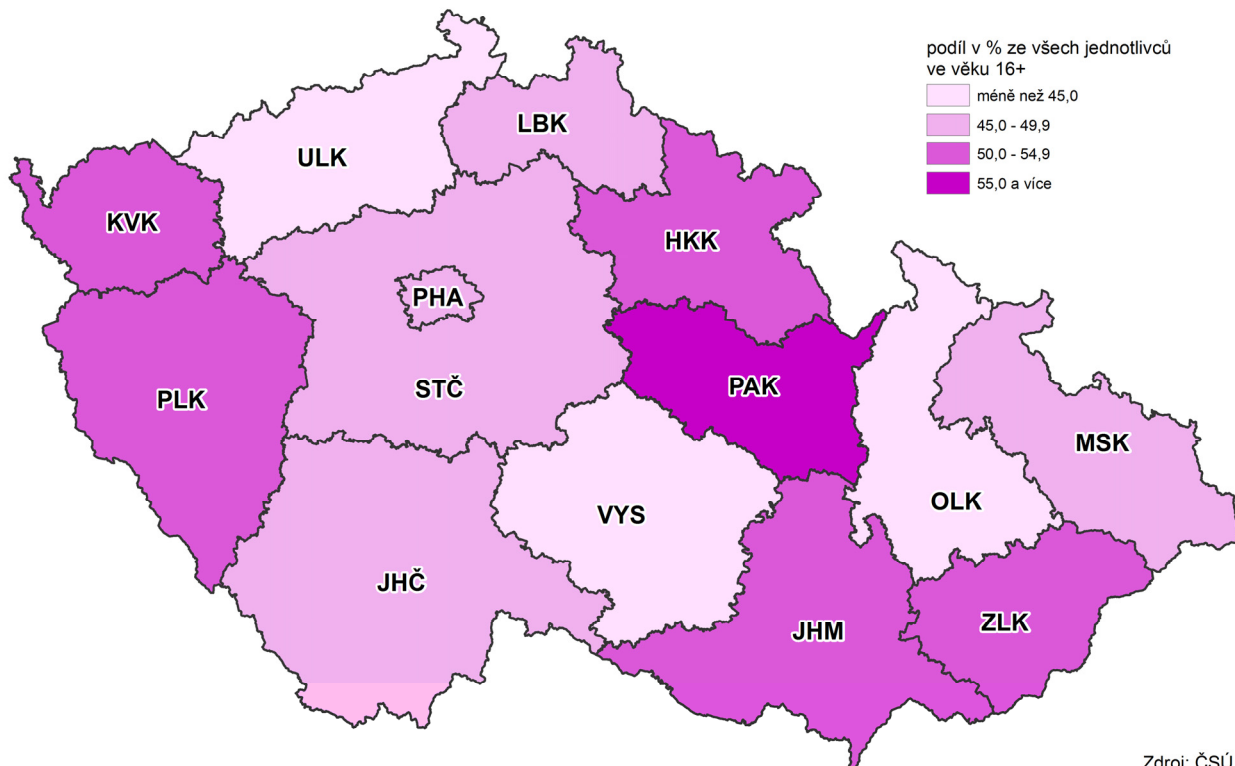 podíl v % ze všech jednotlivců
ve věku 16+
méně než 45,0
45,0 - 49,9
50,0 - 54,9
55,0 a více
LBK
ULK
KVK
HKK
PHA
STČ
PLK
PAK
MSK
OLK
VYS
JHČ
ZLK
JHM
Zdroj: ČSÚ